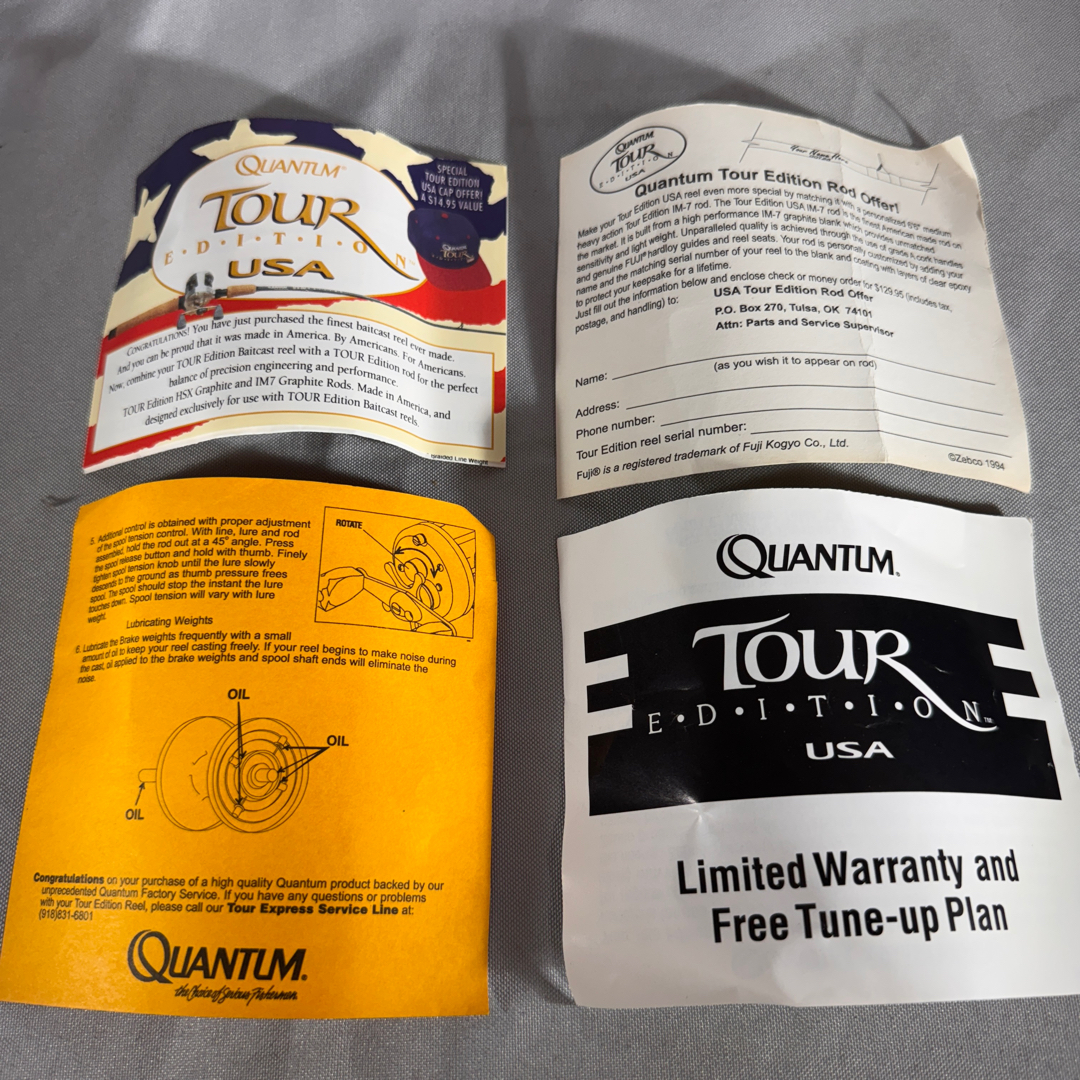 QUANTUM
TOUR
E·D·I·T·I·O·N™
USA
SPECIAL
TOUR EDITION
USA CAP OFFER!
A $14.95 VALUE
CONGRATULATIONS! You have just purchased the finest baitcast reel ever made.
And you can be proud that it was made in America. By Americans. For Americans.
Now, combine your TOUR Edition Baitcast reel with a TOUR Edition rod for the perfect
balance of precision engineering and performance.
TOUR Edition HSX Graphite and IM7 Graphite Rods. Made in America, and
designed exclusively for use with TOUR Edition Baitcast reels.
Braided Line Weight
QUANTUM
TOUR
E·D·I·T·I·O·N
USA
Your Name Here
Quantum Tour Edition Rod Offer!
Make your Tour Edition USA reel even more special by matching it with a personalized 5'6" medium
heavy action Tour Edition IM-7 rod. The Tour Edition USA IM-7 rod is the finest American made rod on
the market. It is built from a high performance IM-7 graphite blank which provides unmatched
sensitivity and light weight. Unparalleled quality is achieved through the use of grade A cork handles
and genuine FUJI® hardloy guides and reel seats. Your rod is personally customized by adding your
name and the matching serial number of your reel to the blank and coating with layers of clear epoxy
to protect your keepsake for a lifetime.
Just fill out the information below and enclose check or money order for $129.95 (includes tax,
postage, and handling) to:
USA Tour Edition Rod Offer
P.O. Box 270, Tulsa, OK 74101
Attn: Parts and Service Supervisor
Name:
(as you wish it to appear on rod)
Address:
Phone number:
Tour Edition reel serial number:
Fuji® is a registered trademark of Fuji Kogyo Co., Ltd.
©Zebco 1994
5. Additional control is obtained with proper adjustment
of the spool tension control. With line, lure and rod
assembled, hold the rod out at a 45° angle. Press
the spool release button and hold with thumb. Finely
tighten spool tension knob until the lure slowly
descends to the ground as thumb pressure frees
spool. The spool should stop the instant the lure
touches down. Spool tension will vary with lure
weight.
ROTATE
Lubricating Weights
6. Lubricate the Brake weights frequently with a small
amount of oil to keep your reel casting freely. If your reel begins to make noise during
the cast, oil applied to the brake weights and spool shaft ends will eliminate the
noise.
OIL
OIL
OIL
Congratulations on your purchase of a high quality Quantum product backed by our
unprecedented Quantum Factory Service. If you have any questions or problems
with your Tour Edition Reel, please call our Tour Express Service Line at:
(918)831-6801
QUANTUM®
the Choice of Serious Fishermen
QUANTUM®
TOUR
E·D·I·T·I·O·N™
USA
Limited Warranty and
Free Tune-up Plan